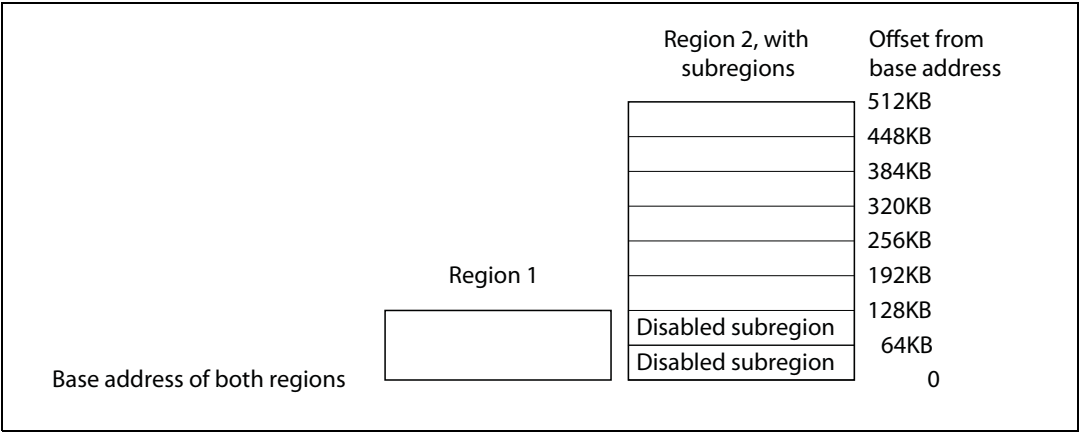 Region 2, with
subregions
Offset from
base address
512KB
448KB
384KB
320KB
256KB
Region 1
192KB
128KB
Disabled subregion
64KB
Disabled subregion
Base address of both regions
0